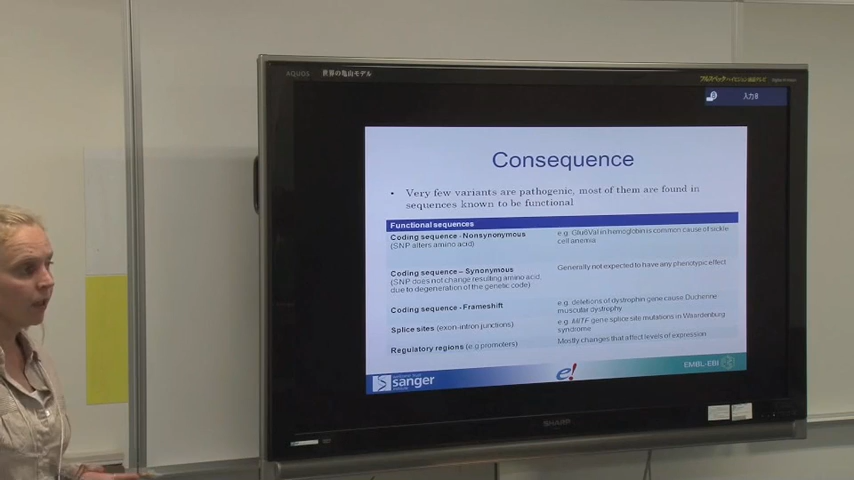 AQUOS 世界の亀山モデル
入力8
Consequence
• Very few variants are pathogenic, most of them are found in
sequences known to be functional
Functional sequences
Coding sequence - Nonsynonymous
(SNP alters amino acid)
e.g. Glu6Val in hemoglobin is common cause of sickle
cell anemia
Coding sequence – Synonymous
(SNP does not change resulting amino acid,
due to degeneration of the genetic code)
Generally not expected to have any phenotypic effect
Coding sequence - Frameshift
e.g. deletions of dystrophin gene cause Duchenne
muscular dystrophy
Splice sites (exon-intron junctions)
e.g. MITF gene splice site mutations in Waardenburg
syndrome
Regulatory regions (e.g promoters)
Mostly changes that affect levels of expression
sanger
e!
EMBL-EBI
SHARP